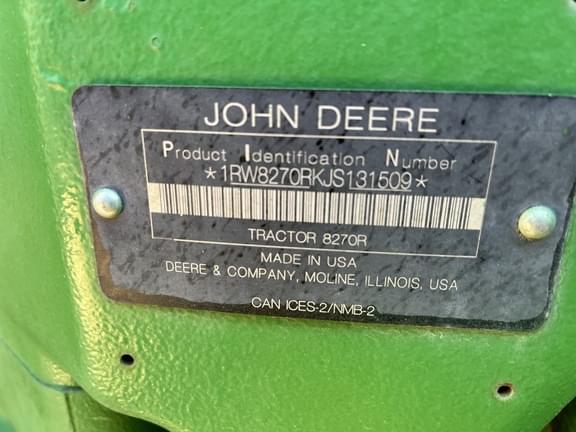 JOHN DEERE
Product Identification Number
*1RW8270RKJS131509*
TRACTOR 8270R
MADE IN USA
DEERE & COMPANY, MOLINE, ILLINOIS, USA
CAN ICES-2/NMB-2